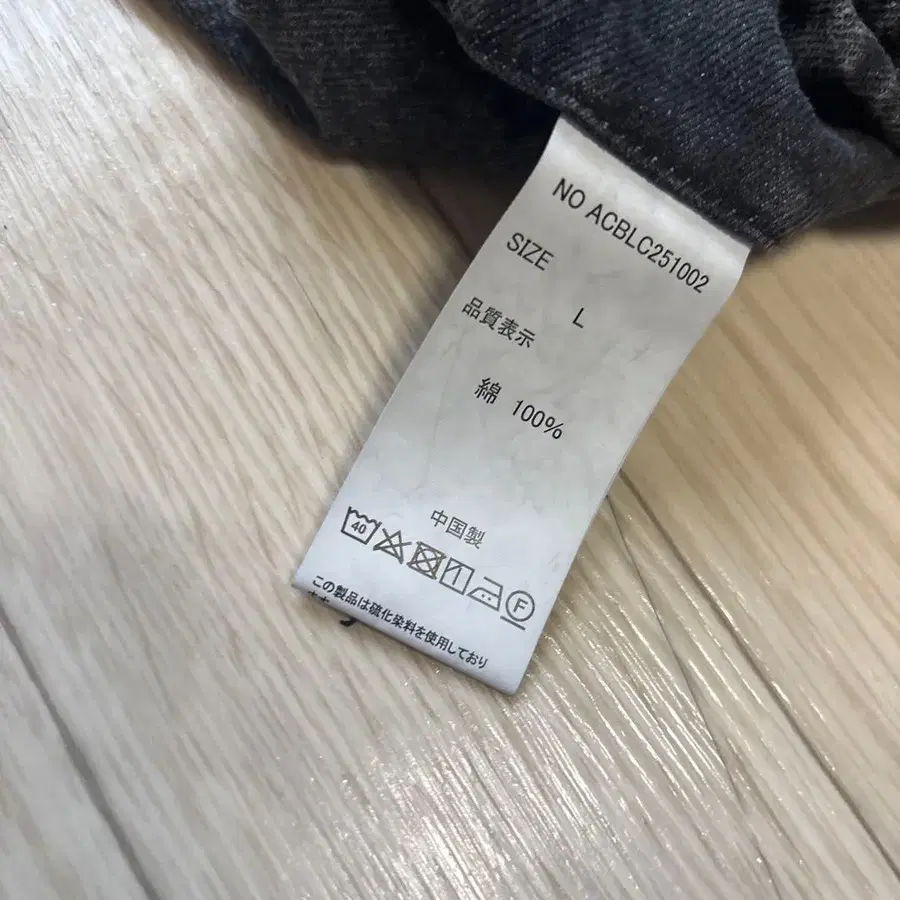 NO ACBLC251002
SIZE
L
品質表示
綿 100%
中国製
40
F
この製品は硫化染料を使用しており